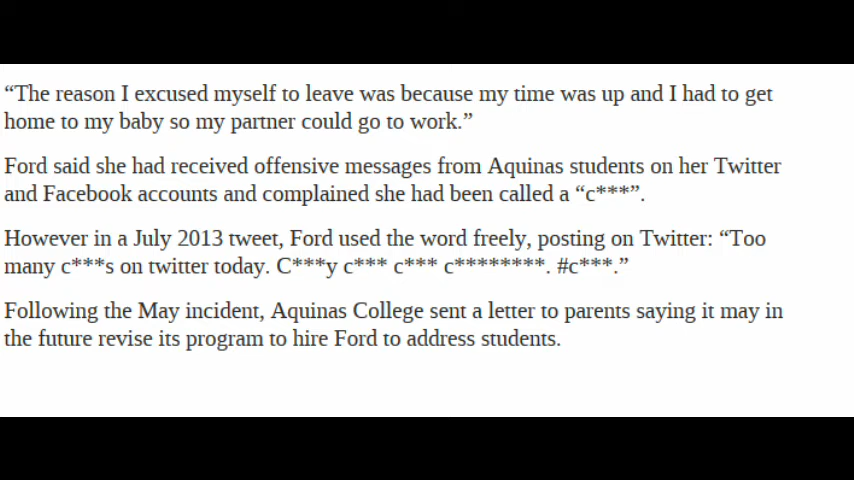 “The reason I excused myself to leave was because my time was up and I had to get
home to my baby so my partner could go to work.”
Ford said she had received offensive messages from Aquinas students on her Twitter
and Facebook accounts and complained she had been called a “c***”.
However in a July 2013 tweet, Ford used the word freely, posting on Twitter: “Too
many c***s on twitter today. C***y c*** c*** c********. #c***.”
Following the May incident, Aquinas College sent a letter to parents saying it may in
the future revise its program to hire Ford to address students.